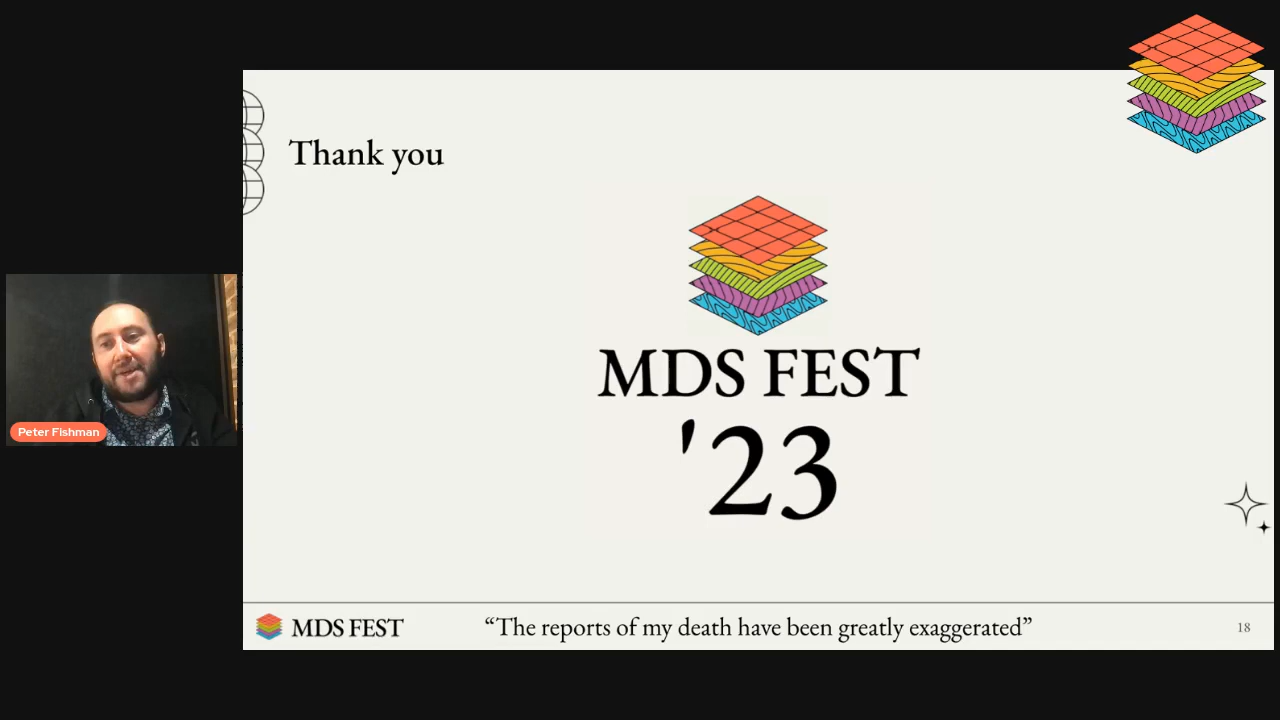 Thank you
MDS FEST
'23
Peter Fishman
MDS FEST
“The reports of my death have been greatly exaggerated”
18